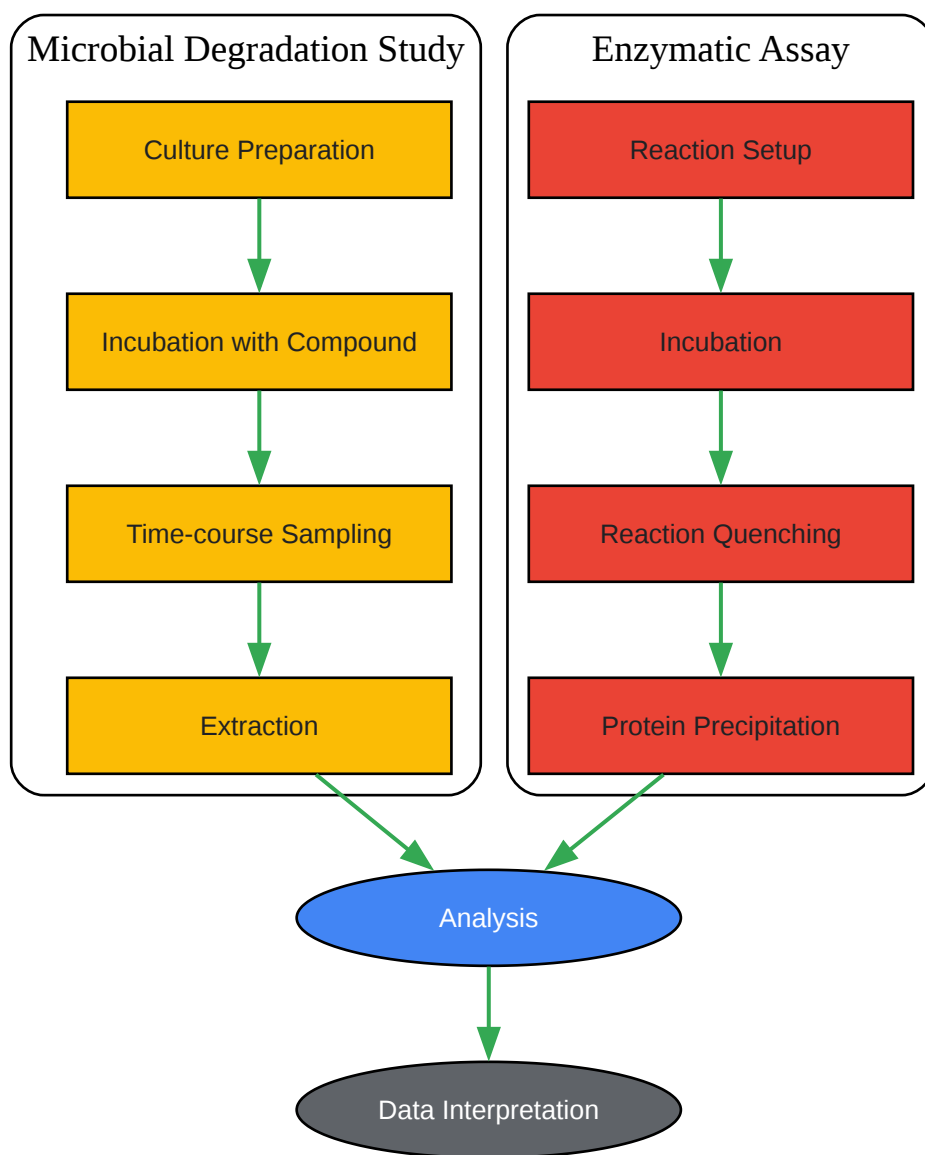 Microbial Degradation Study
Culture Preparation
Incubation with Compound
Time-course Sampling
Extraction
Enzymatic Assay
Reaction Setup
Incubation
Reaction Quenching
Protein Precipitation
Analysis
Data Interpretation